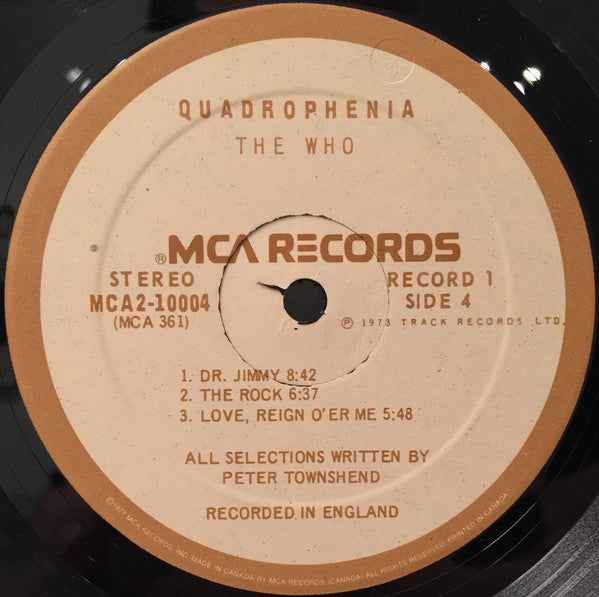 QUADROPHENIA
THE WHO
®MCA RECORDS
STEREO
MCA2-10004
(MCA 361)
RECORD 1
SIDE 4
℗ 1973 TRACK RECORDS LTD.
1. DR. JIMMY 8:42
2. THE ROCK 6:37
3. LOVE, REIGN O'ER ME 5:48
ALL SELECTIONS WRITTEN BY
PETER TOWNSHEND
RECORDED IN ENGLAND
©1977 MCA RECORDS, INC. MADE IN CANADA BY MCA RECORDS (CANADA). ALL RIGHTS RESERVED. PRINTED IN CANADA.